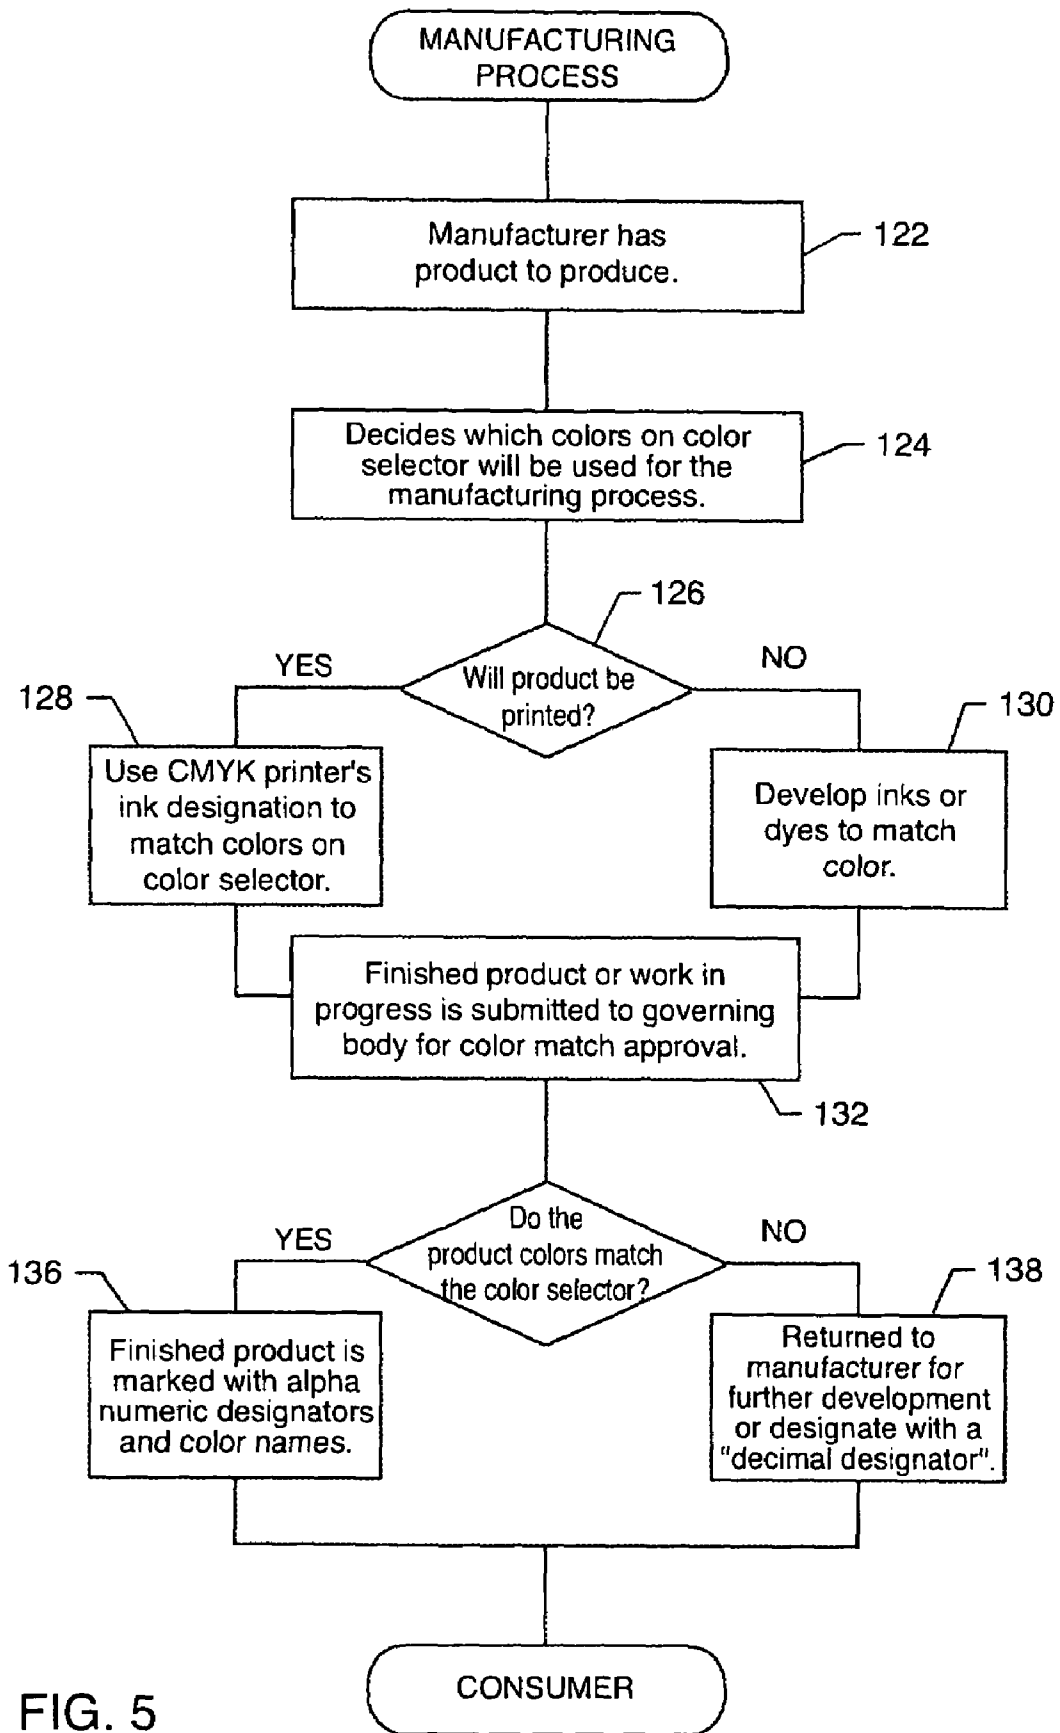 MANUFACTURING
PROCESS
Manufacturer has
product to produce.
122
Decides which colors on color
selector will be used for the
manufacturing process.
124
126
Will product be
printed?
YES
NO
128
Use CMYK printer's
ink designation to
match colors on
color selector.
130
Develop inks or
dyes to match
color.
Finished product or work in
progress is submitted to governing
body for color match approval.
132
Do the
product colors match
the color selector?
YES
NO
136
Finished product is
marked with alpha
numeric designators
and color names.
138
Returned to
manufacturer for
further development
or designate with a
"decimal designator".
CONSUMER
FIG. 5